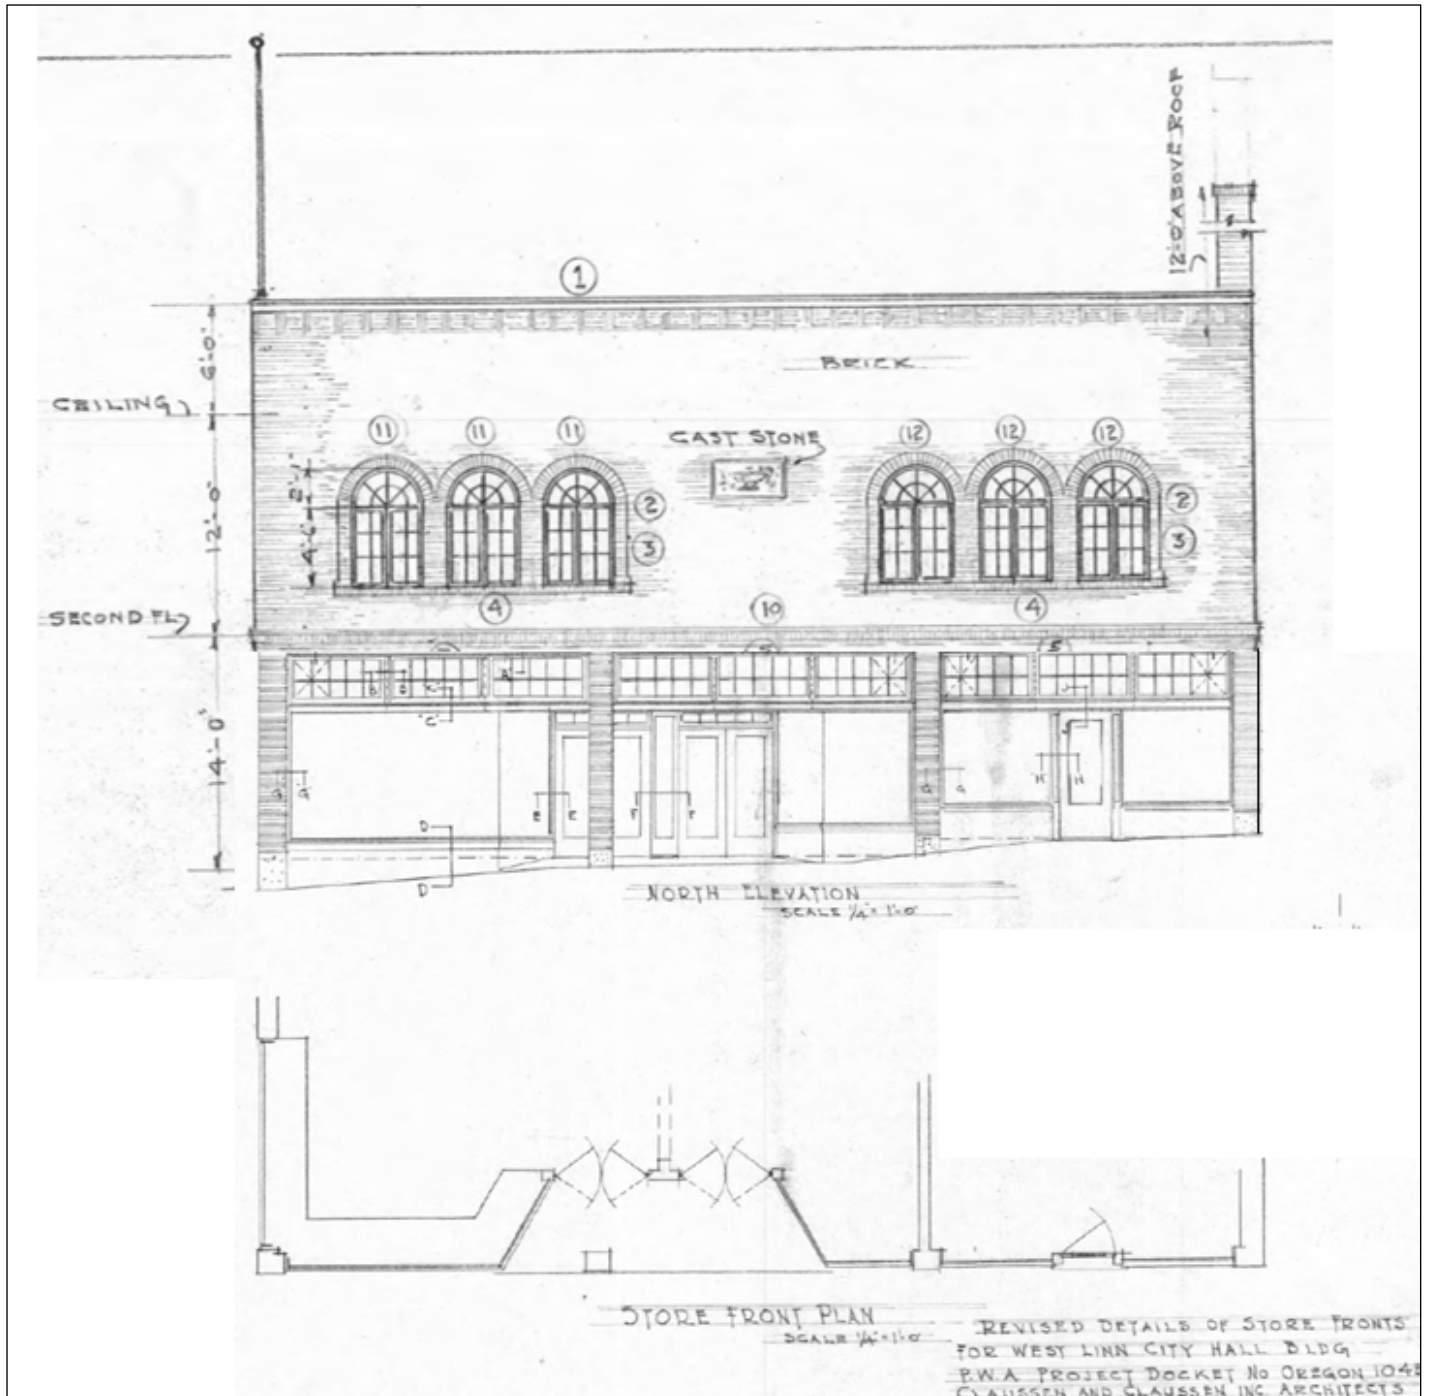 12'-0" ABOVE ROOF
1
6'-0"
BRICK
CEILING
11 11 11
CAST STONE
12 12 12
2'-1"
2 2
12'-0"
4'-6"
3 3
4 10 4
SECOND FL
5
14'-0"
"C"
H H
E E
F F
D
D
NORTH ELEVATION
SCALE 1/4" = 1'-0"
STORE FRONT PLAN
SCALE 1/4" = 1'-0"
REVISED DETAILS OF STORE FRONTS
FOR WEST LINN CITY HALL BLDG
P.W.A. PROJECT DOCKET NO OREGON
CLAUSSEN AND CLAUSSEN INC ARCHITECTS